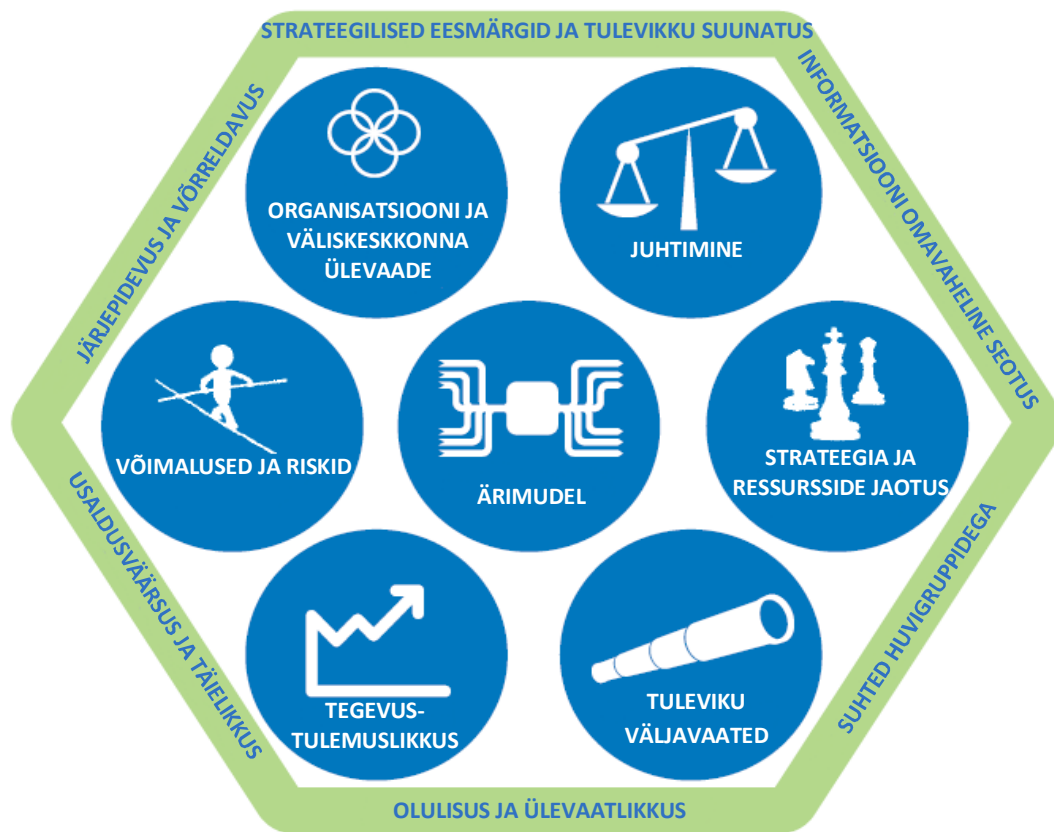 STRATEEGILISED EESMÄRGID JA TULEVIKKU SUUNATUS
INFORMATSIOONI OMAVAHELINE SEOTUS
JÄRJEPIDEVUS JA VÕRRELDAVUS
ORGANISATSIOONI JA
VÄLISKESKKONNA
ÜLEVAADE
JUHTIMINE
VÕIMALUSED JA RISKID
ÄRIMUDEL
STRATEEGIA JA
RESSURSSIDE JAOTUS
TEGEVUS-
TULEMUSLIKKUS
TULEVIKU
VÄLJAVAATED
USALDUSVÄÄRSUS JA TÄIELIKKUS
SUHTED HUVIGRUPPIDEGA
OLULISUS JA ÜLEVAATLIKKUS